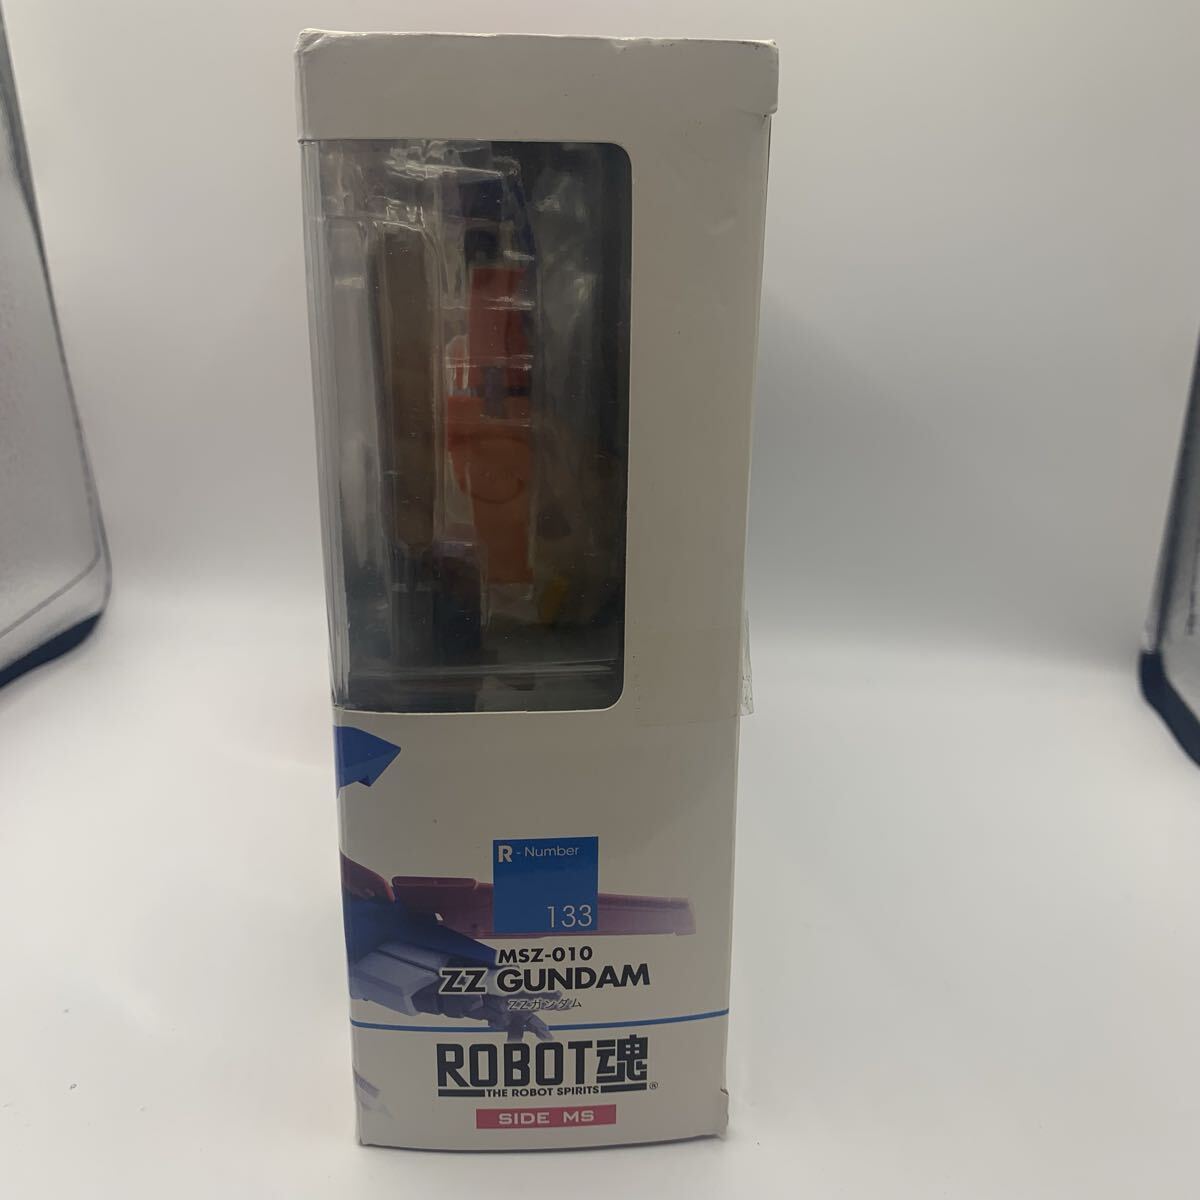 R - Number
133
MSZ-010
ZZ GUNDAM
ZZガンダム
ROBOT魂
THE ROBOT SPIRITS ®
SIDE MS